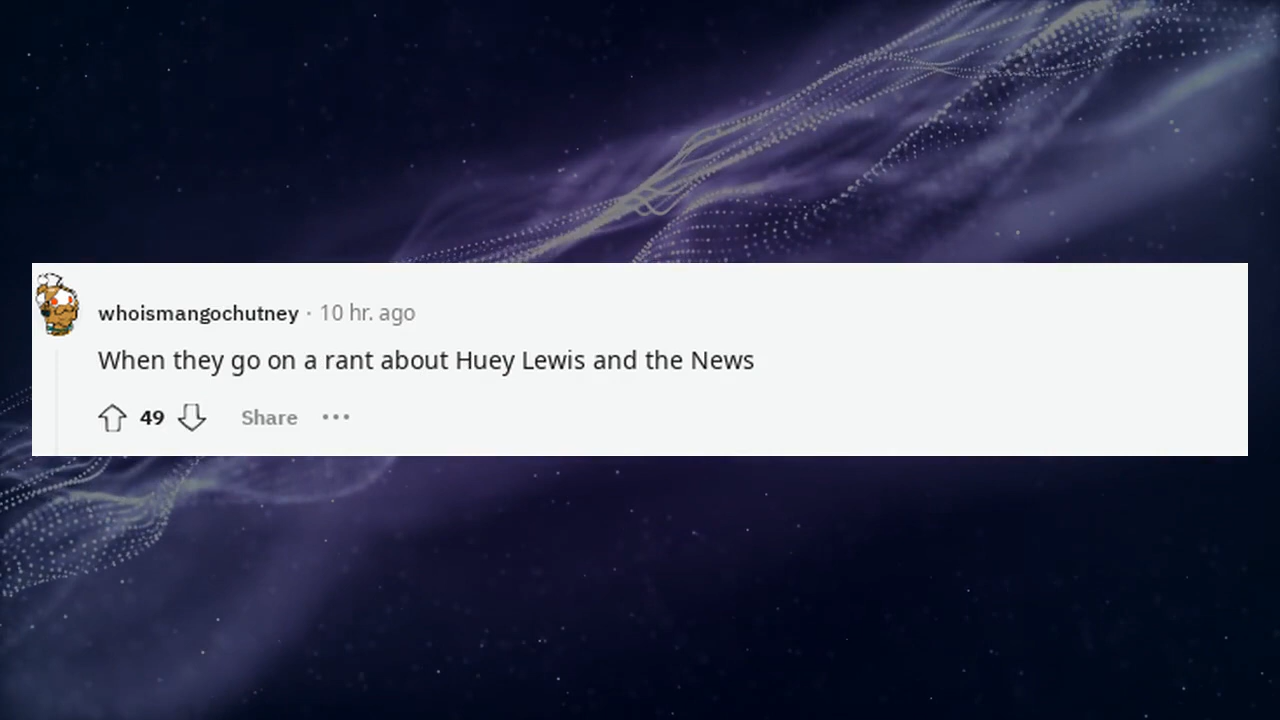 whoismangochutney · 10 hr. ago
When they go on a rant about Huey Lewis and the News
49 Share •••